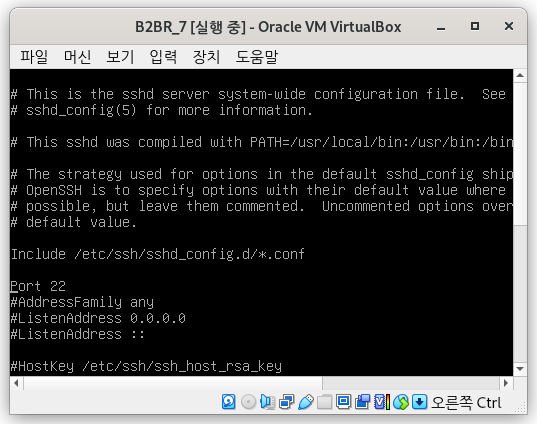 B2BR_7 [실행 중] - Oracle VM VirtualBox
파일 머신 보기 입력 장치 도움말
# This is the sshd server system-wide configuration file.  See
# sshd_config(5) for more information.
# This sshd was compiled with PATH=/usr/local/bin:/usr/bin:/bin
# The strategy used for options in the default sshd_config ship
# OpenSSH is to specify options with their default value where
# possible, but leave them commented.  Uncommented options over
# default value.
Include /etc/ssh/sshd_config.d/*.conf
Port 22
#AddressFamily any
#ListenAddress 0.0.0.0
#ListenAddress ::
#HostKey /etc/ssh/ssh_host_rsa_key
오른쪽 Ctrl